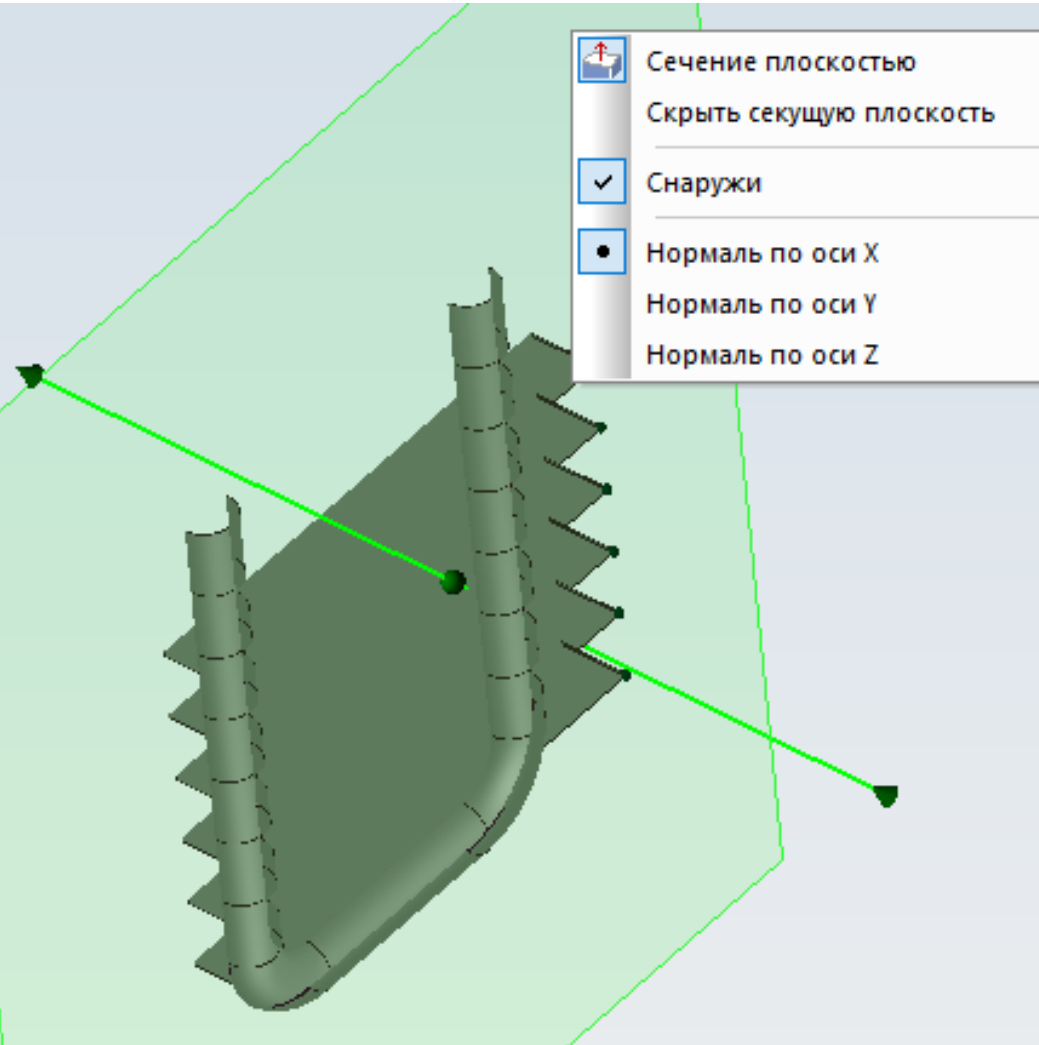 Сечение плоскостью
Скрыть секущую плоскость
Снаружи
Нормаль по оси X
Нормаль по оси Y
Нормаль по оси Z